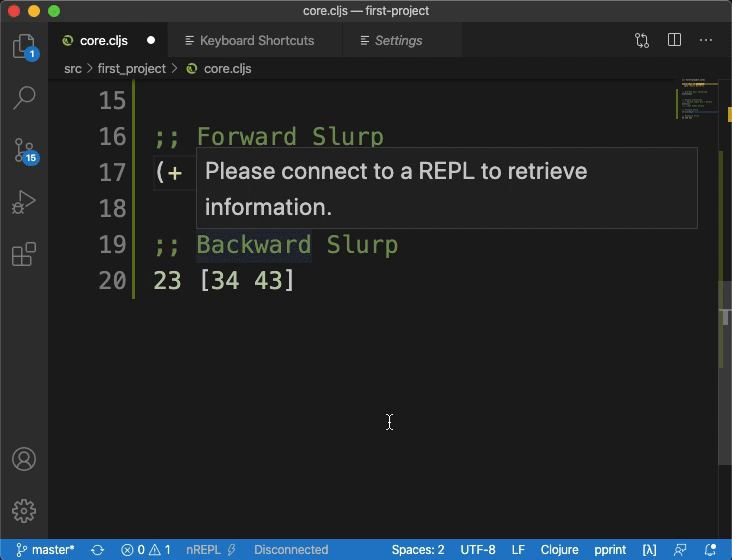 core.cljs — first-project
core.cljs Keyboard Shortcuts Settings
src > first_project > core.cljs
1
15
15
16 ;; Forward Slurp
17 (+
Please connect to a REPL to retrieve
information.
18
19 ;; Backward Slurp
20 23 [34 43]
master* 0 1 nREPL Disconnected Spaces: 2 UTF-8 LF Clojure pprint [λ]